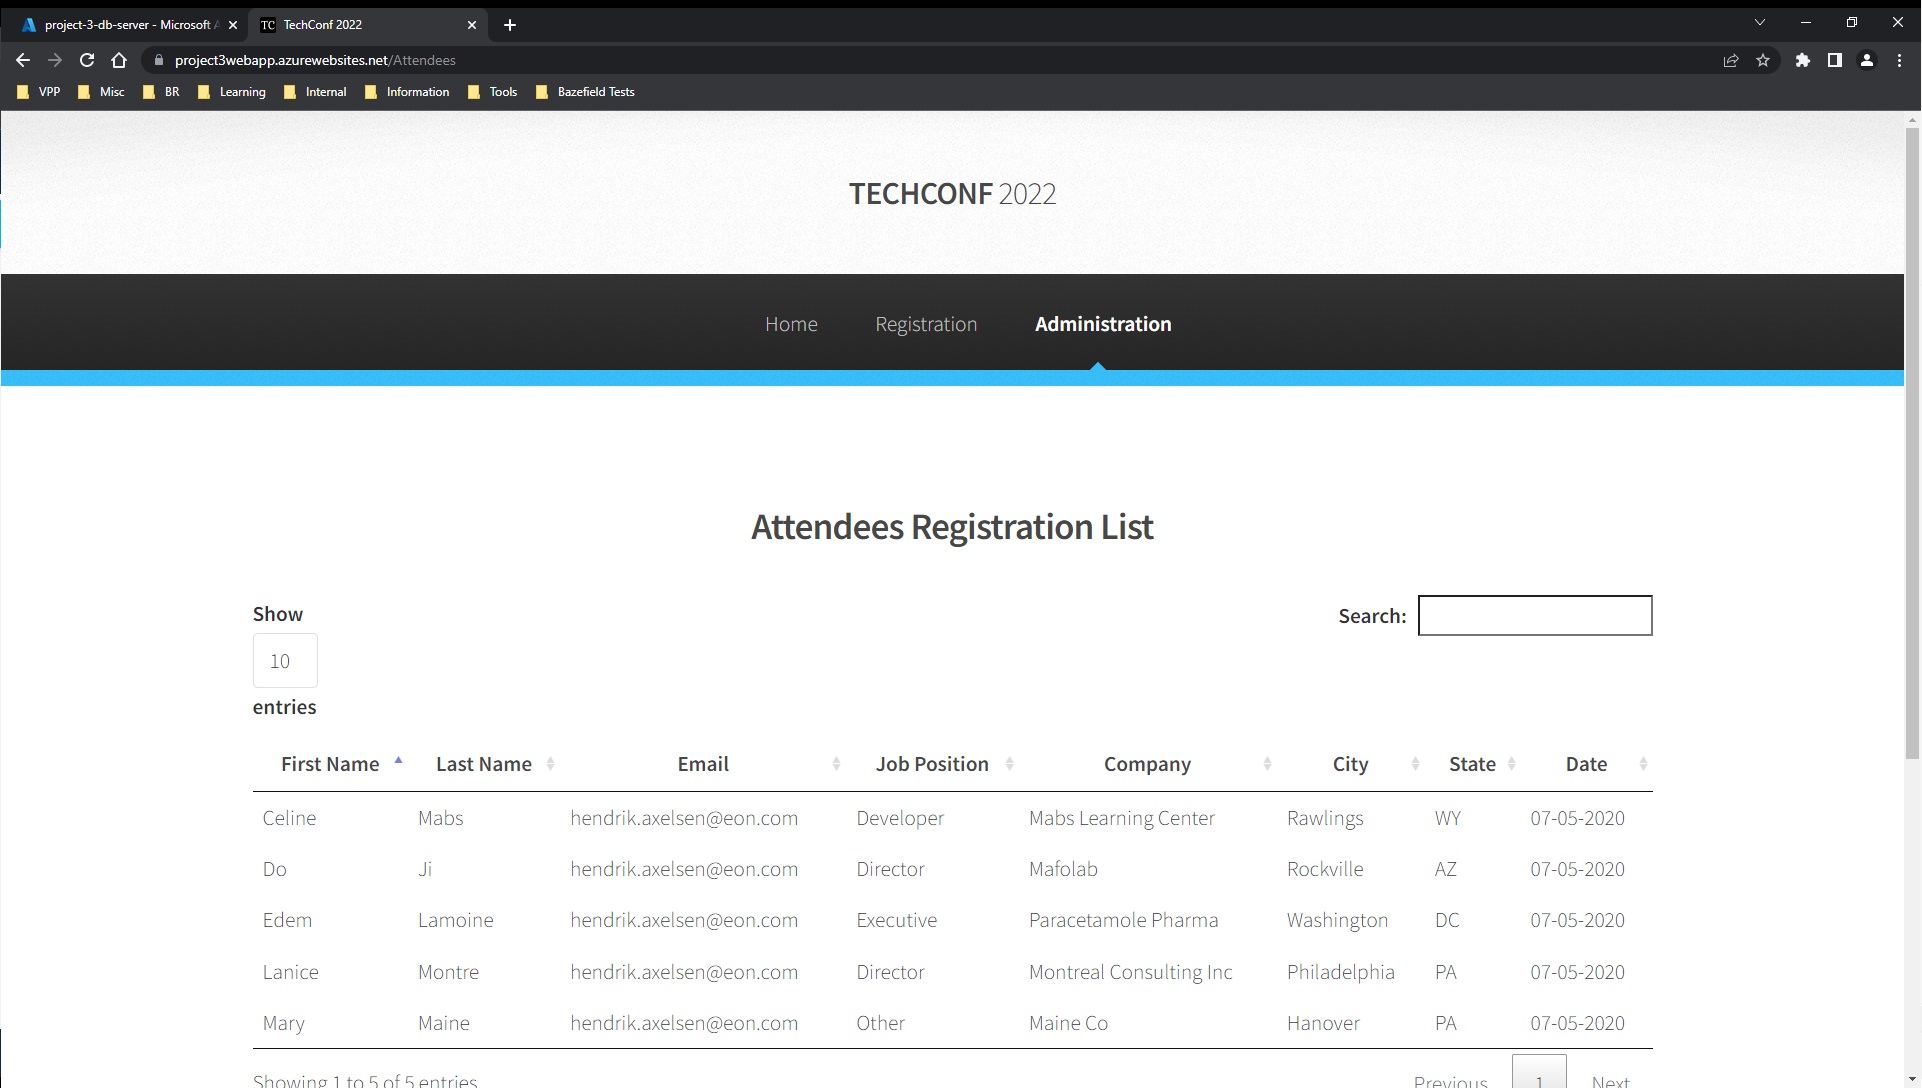 project-3-db-server - Microsoft A
TC TechConf 2022
project3webapp.azurewebsites.net/Attendees
VPP Misc BR Learning Internal Information Tools Bazefield Tests
TECHCONF 2022
Home Registration Administration
Attendees Registration List
Show
10
entries
Search:
First Name Last Name Email Job Position Company City State Date
Celine Mabs hendrik.axelsen@eon.com Developer Mabs Learning Center Rawlings WY 07-05-2020
Do Ji hendrik.axelsen@eon.com Director Mafolab Rockville AZ 07-05-2020
Edem Lamoine hendrik.axelsen@eon.com Executive Paracetamole Pharma Washington DC 07-05-2020
Lanice Montre hendrik.axelsen@eon.com Director Montreal Consulting Inc Philadelphia PA 07-05-2020
Mary Maine hendrik.axelsen@eon.com Other Maine Co Hanover PA 07-05-2020
Showing 1 to 5 of 5 entries
Previous 1 Next